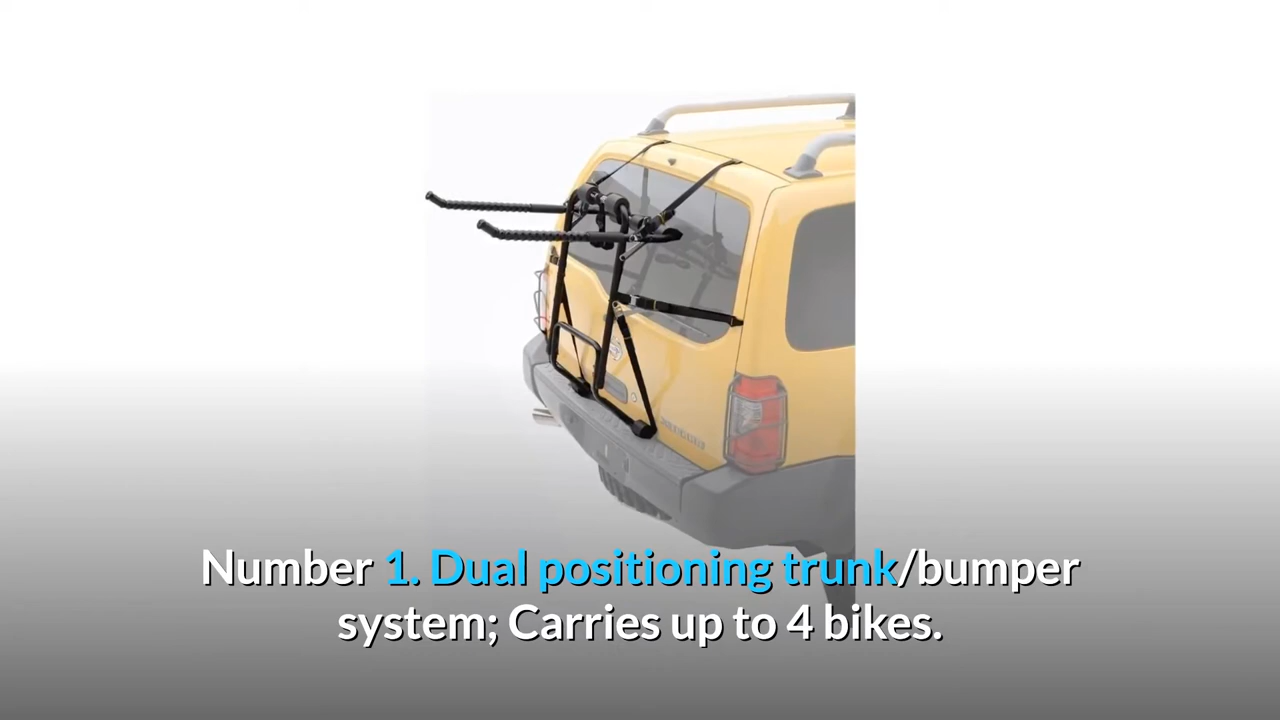 Number 1. Dual positioning trunk/bumper
system; Carries up to 4 bikes.